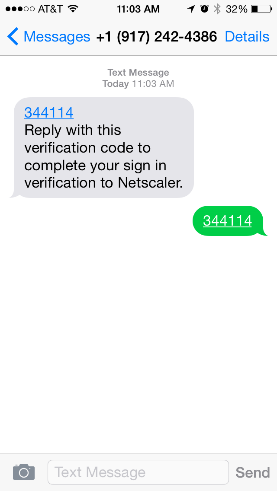 ●●●○○ AT&T 11:03 AM 32%
Messages +1 (917) 242-4386 Details
Text Message
Today 11:03 AM
344114
Reply with this
verification code to
complete your sign in
verification to Netscaler.
344114
Text Message Send